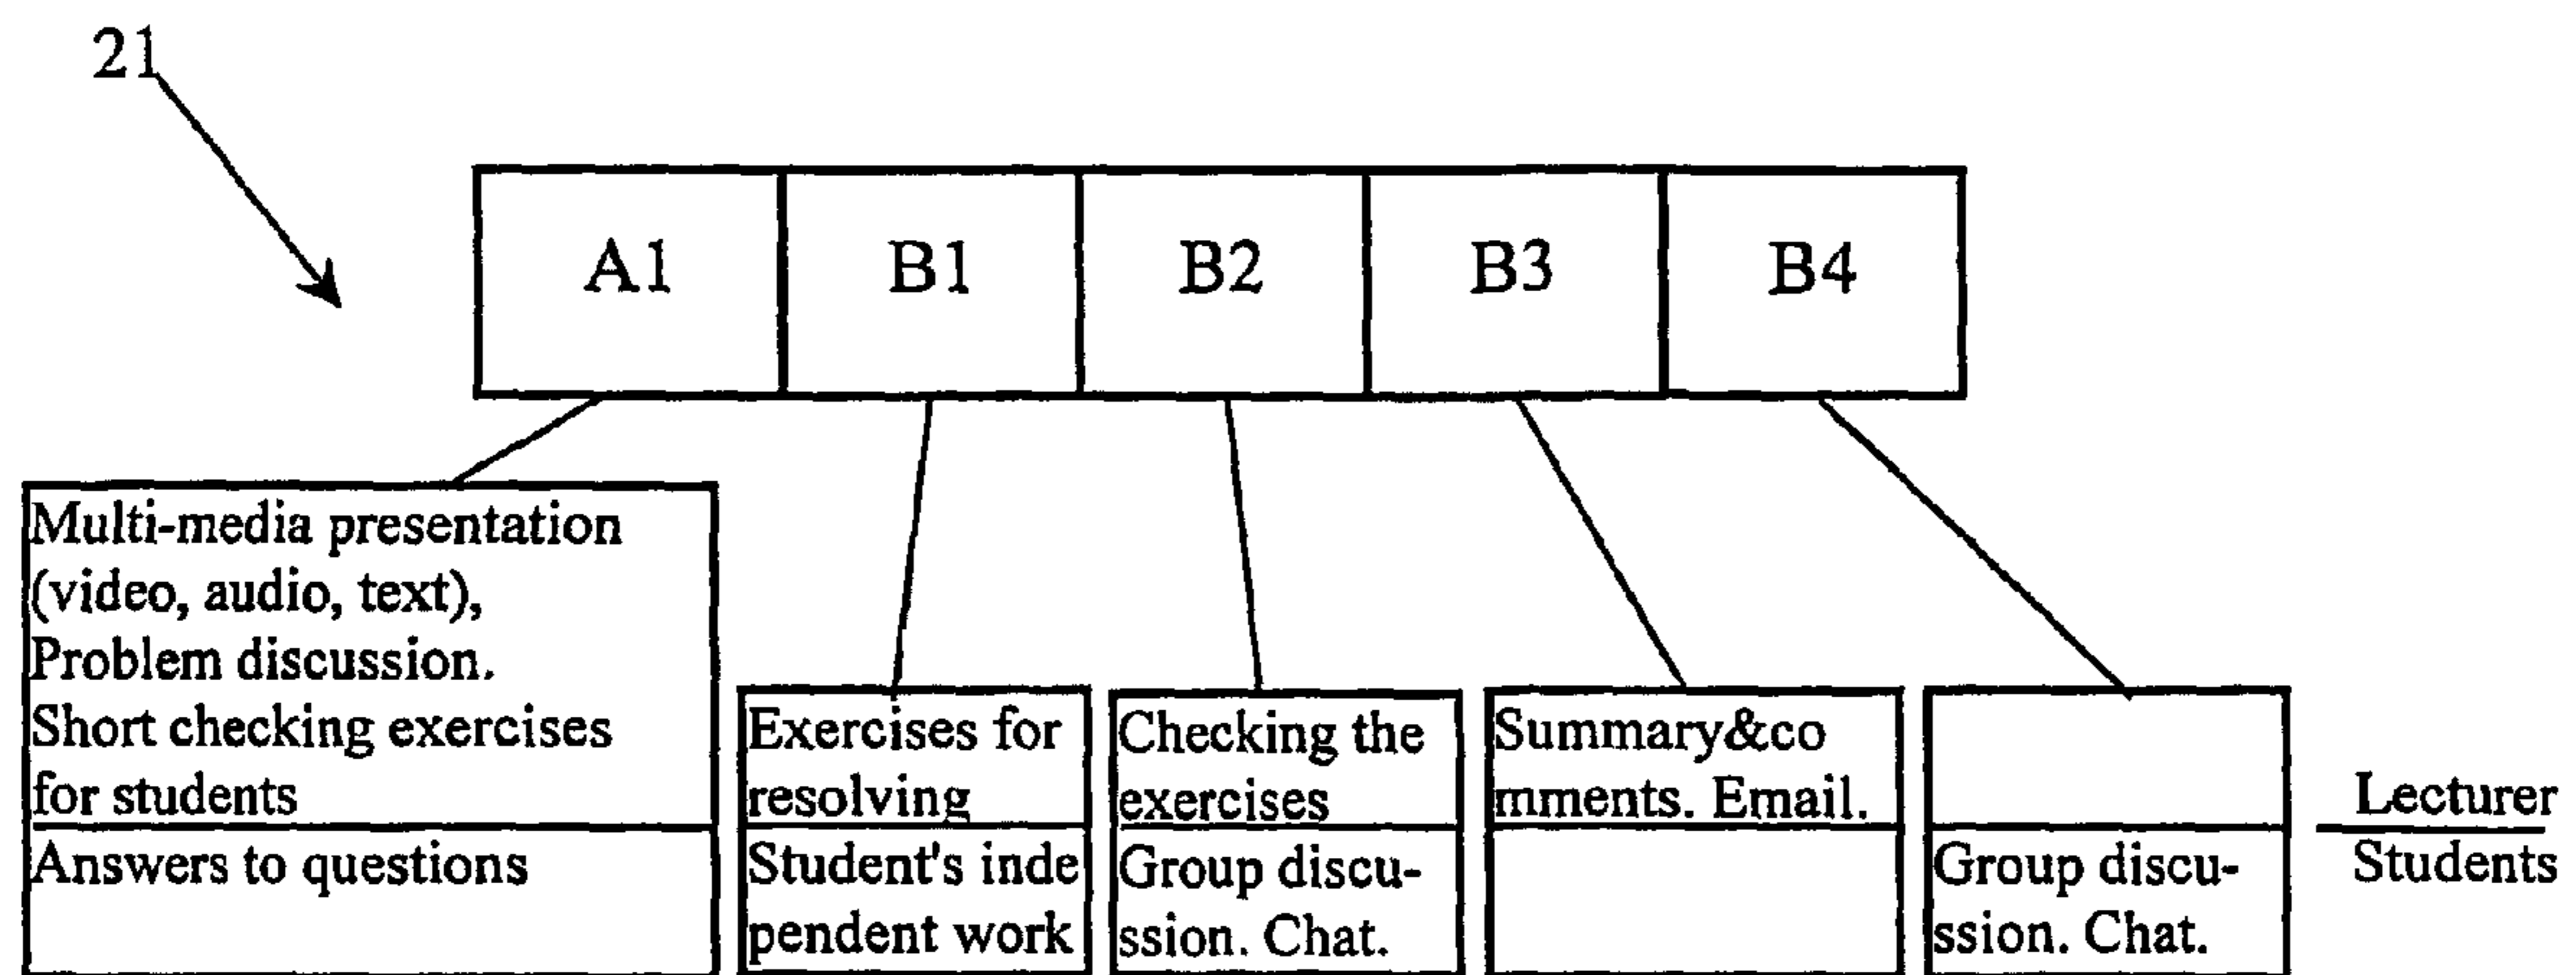 21
A1
B1
B2
B3
B4
Multi-media presentation
(video, audio, text),
Problem discussion.
Short checking exercises
for students
Answers to questions
Exercises for
resolving
Student's inde
pendent work
Checking the
exercises
Group discu-
ssion. Chat.
Summary&co
mments. Email.
Group discu-
ssion. Chat.
Lecturer
Students